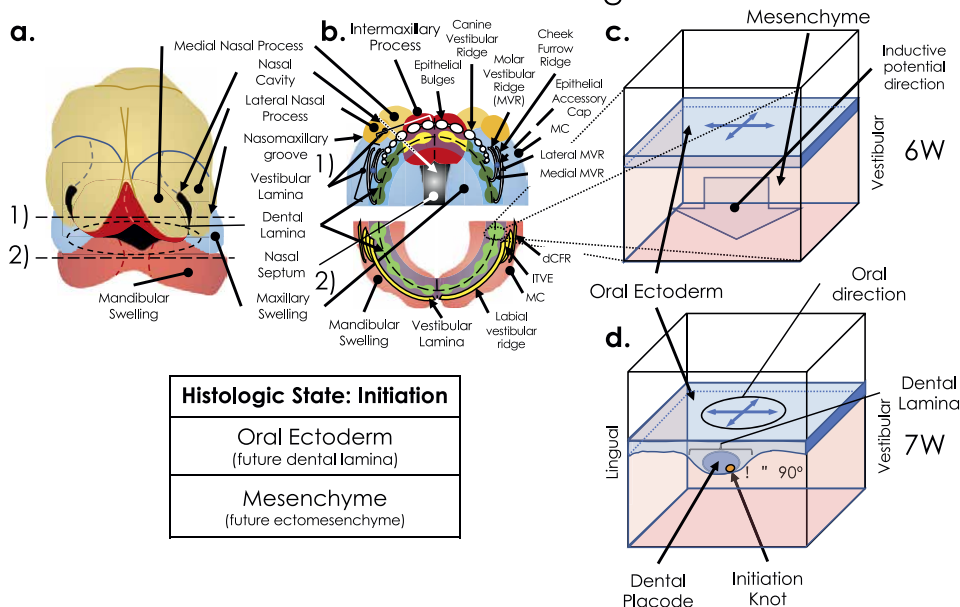 a.
Medial Nasal Process
Nasal
Cavity
Lateral Nasal
Process
Nasomaxillary
groove
Vestibular
Lamina
Dental
Lamina
Nasal
Septum
Maxillary
Swelling
Mandibular
Swelling
1)
2)
b.
Intermaxillary
Process
Canine
Vestibular
Ridge
Epithelial
Bulges
Molar
Vestibular
Ridge
(MVR)
Cheek
Furrow
Ridge
Epithelial
Accessory
Cap
MC
Lateral MVR
Medial MVR
1)
2)
dCFR
ITVE
MC
Labial
vestibular
ridge
Vestibular
Lamina
Mandibular
Swelling
c.
Mesenchyme
Inductive
potential
direction
Vestibular
6W
Oral Ectoderm
Oral
direction
d.
Dental
Lamina
Lingual
Vestibular
7W
! " 90º
Dental
Placode
Initiation
Knot
Histologic State: Initiation
Oral Ectoderm
(future dental lamina)
Mesenchyme
(future ectomesenchyme)